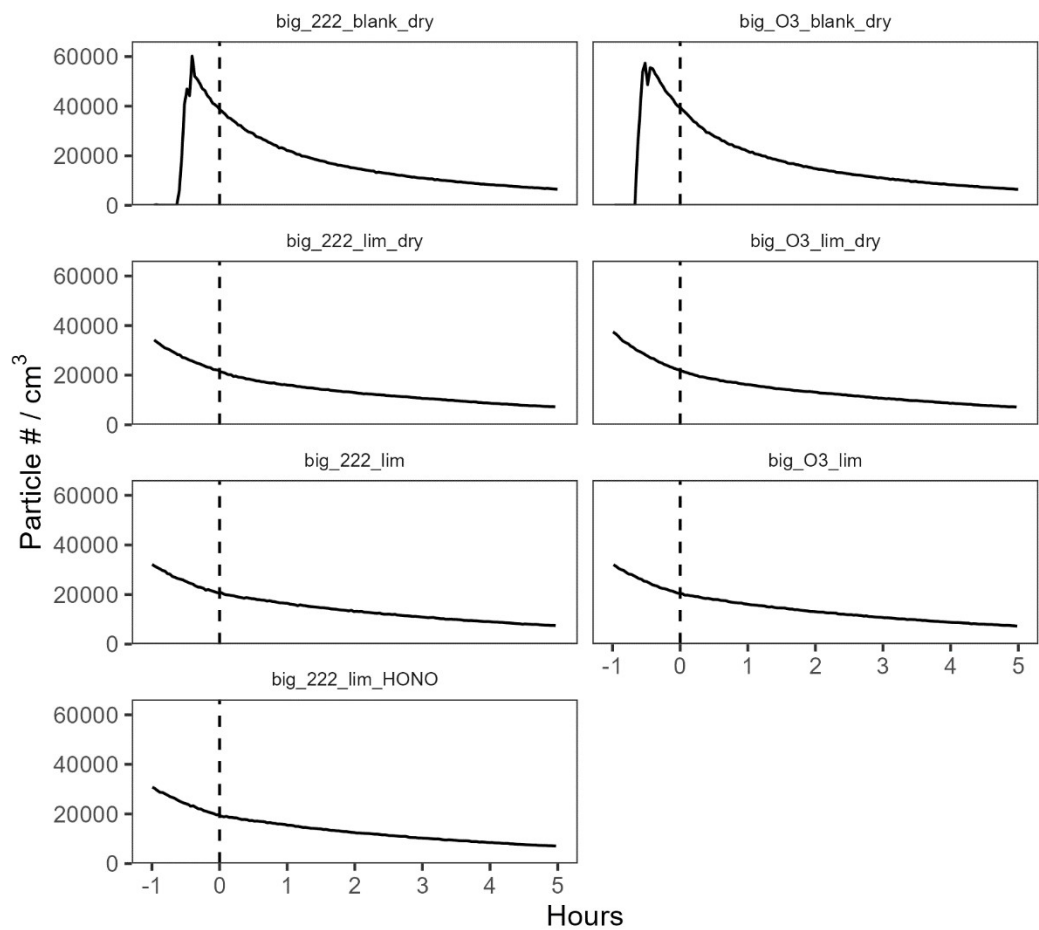 big_222_blank_dry
big_O3_blank_dry
60000
40000
20000
0
big_222_lim_dry
big_O3_lim_dry
60000
40000
20000
0
big_222_lim
big_O3_lim
60000
40000
20000
0
-1 0 1 2 3 4 5
big_222_lim_HONO
60000
40000
20000
0
-1 0 1 2 3 4 5
Particle # / cm³
Hours